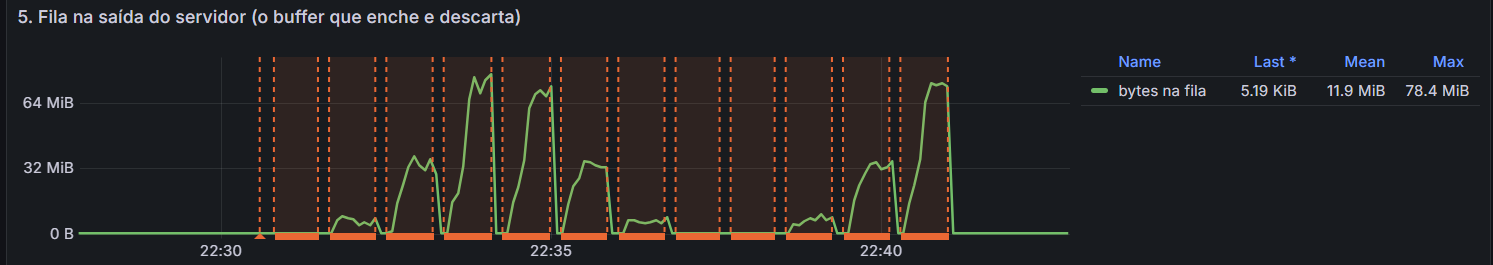 5. Fila na saída do servidor (o buffer que enche e descarta)
Name Last * Mean Max
bytes na fila 5.19 KiB 11.9 MiB 78.4 MiB
64 MiB
32 MiB
0 B
22:30 22:35 22:40